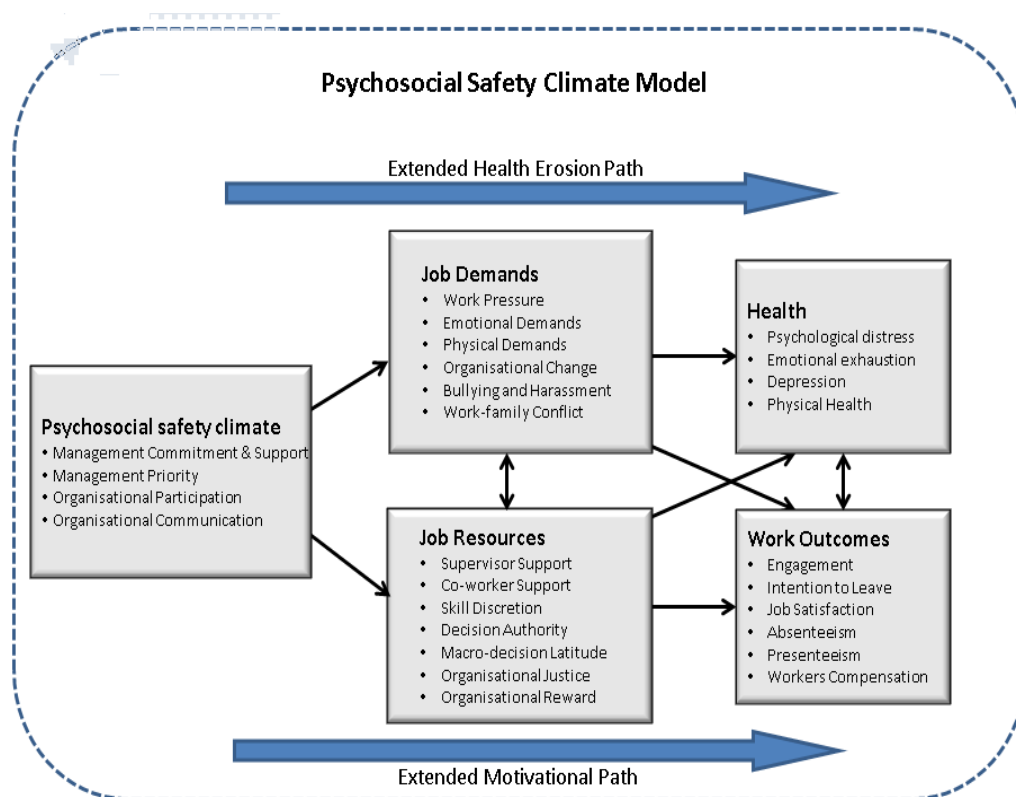 Psychosocial Safety Climate Model
Extended Health Erosion Path
Psychosocial safety climate
• Management Commitment & Support
• Management Priority
• Organisational Participation
• Organisational Communication
Job Demands
• Work Pressure
• Emotional Demands
• Physical Demands
• Organisational Change
• Bullying and Harassment
• Work-family Conflict
Job Resources
• Supervisor Support
• Co-worker Support
• Skill Discretion
• Decision Authority
• Macro-decision Latitude
• Organisational Justice
• Organisational Reward
Health
• Psychological distress
• Emotional exhaustion
• Depression
• Physical Health
Work Outcomes
• Engagement
• Intention to Leave
• Job Satisfaction
• Absenteeism
• Presenteeism
• Workers Compensation
Extended Motivational Path